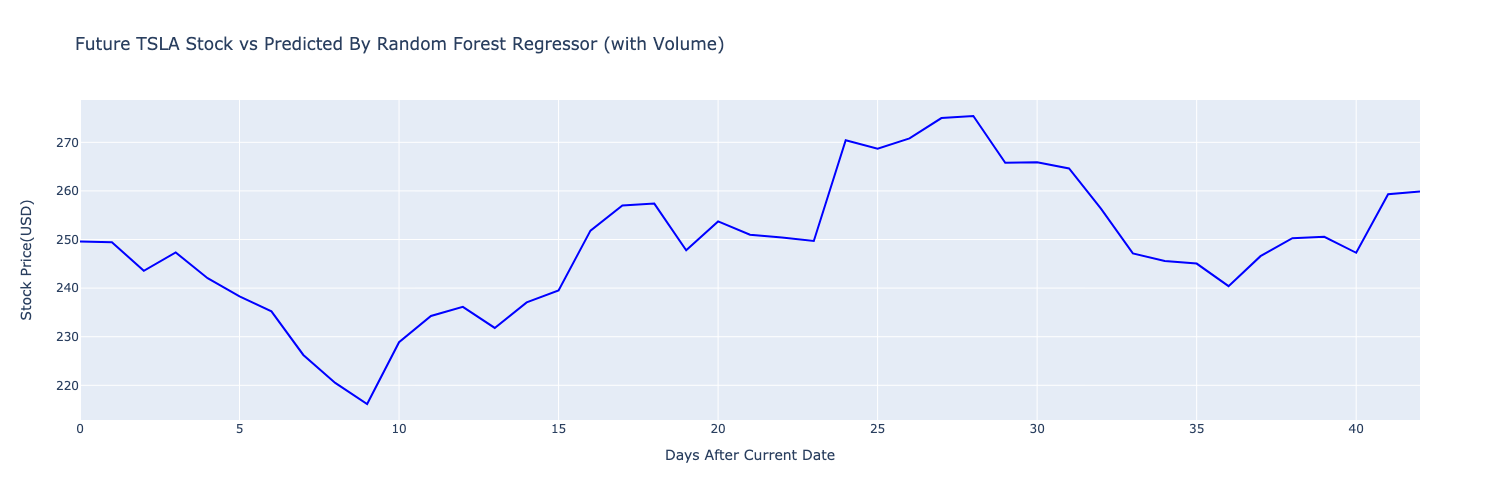 Future TSLA Stock vs Predicted By Random Forest Regressor (with Volume)
Stock Price(USD)
270
260
250
240
230
220
0 5 10 15 20 25 30 35 40
Days After Current Date